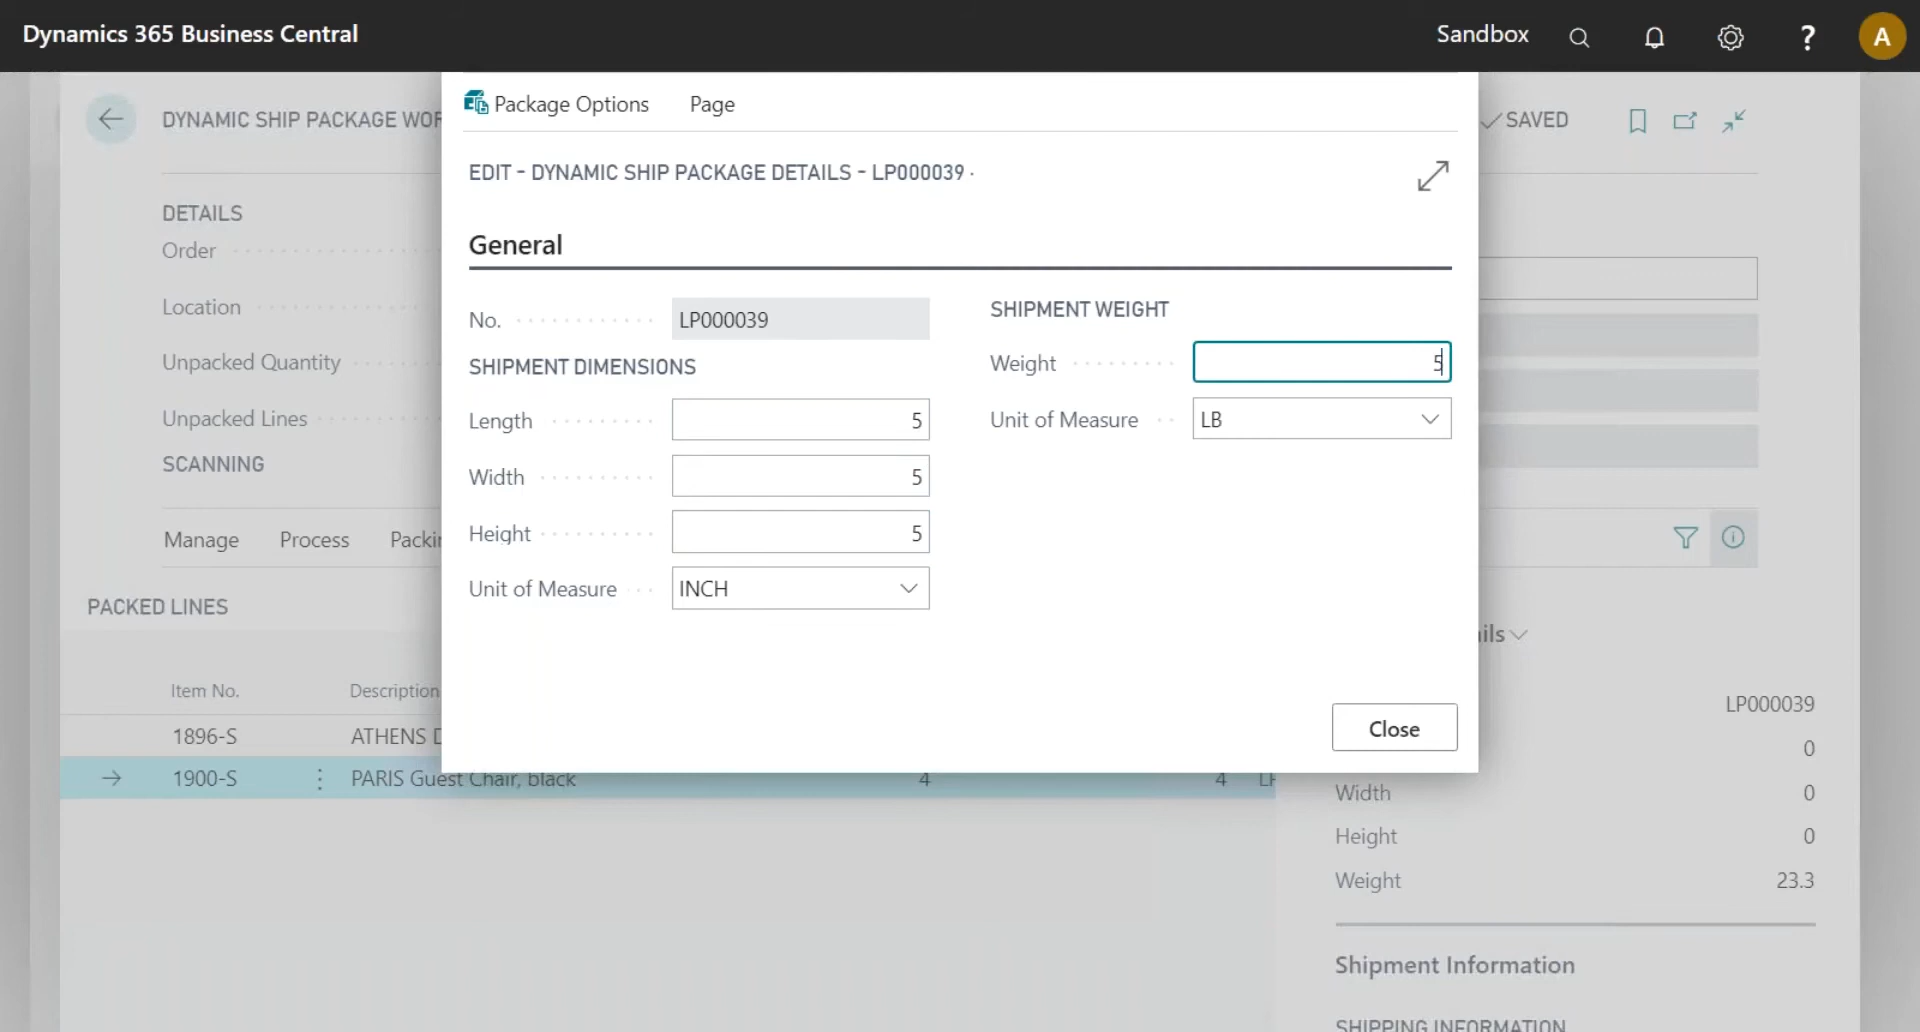 Dynamics 365 Business Central
Sandbox
?
A
DYNAMIC SHIP PACKAGE
SAVED
Package Options
Page
EDIT - DYNAMIC SHIP PACKAGE DETAILS - LP000039 ·
General
No.
LP000039
SHIPMENT DIMENSIONS
Length
5
Width
5
Height
5
Unit of Measure
INCH
SHIPMENT WEIGHT
Weight
5
Unit of Measure
LB
Close
DETAILS
Order
Location
Unpacked Quantity
Unpacked Lines
SCANNING
Manage
Process
PACKED LINES
Item No.
Description
1896-S
ATHENS
1900-S
PARIS Guest Chair, black
4
4
LP000039
0
Width
0
Height
0
Weight
23.3
Shipment Information
SHIPPING INFORMATION